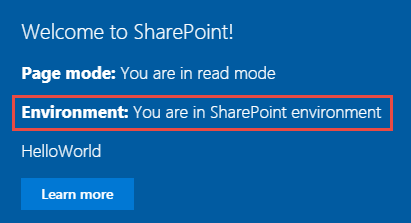 Welcome to SharePoint!
Page mode: You are in read mode
Environment: You are in SharePoint environment
HelloWorld
Learn more